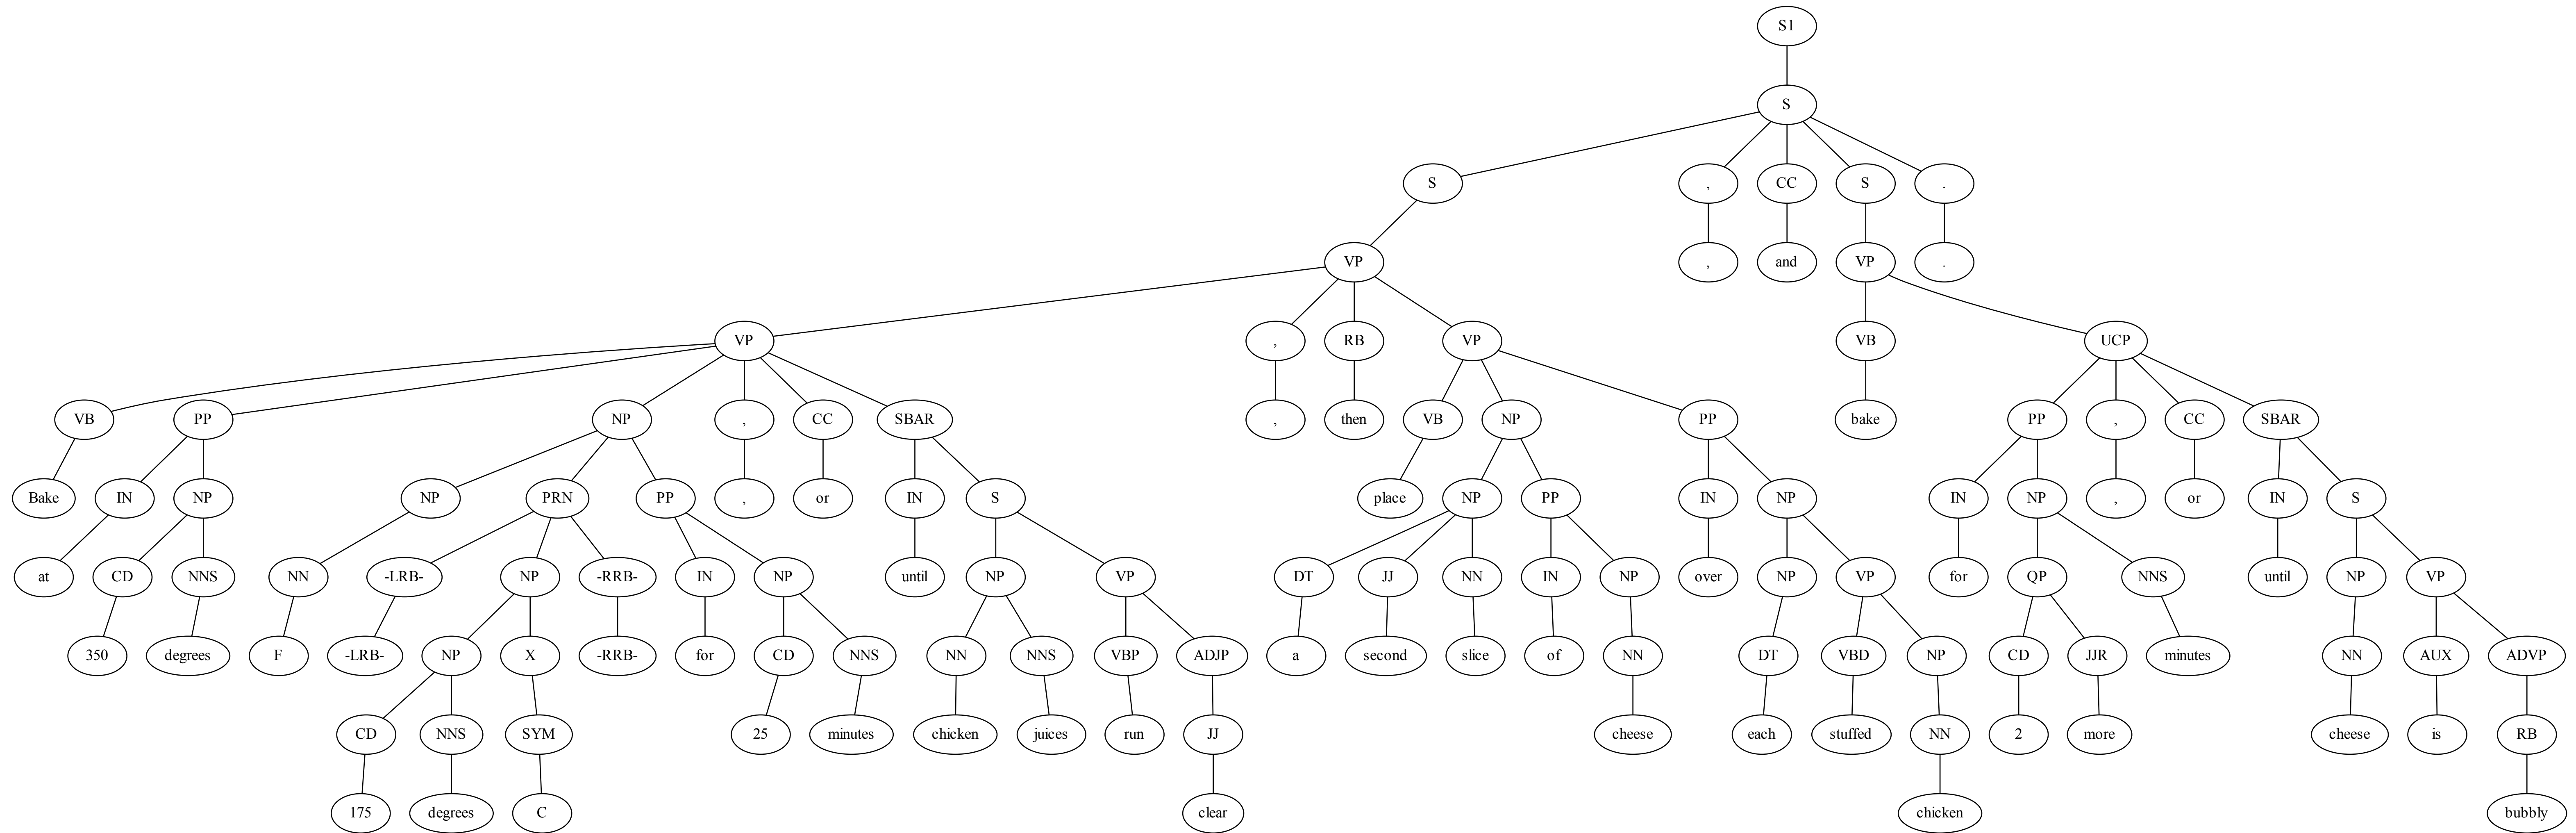 S1
S
S , CC S .
VP , and VP .
VP , RB VP VB UCP
VB PP NP , CC SBAR , then VB NP PP bake PP , CC SBAR
Bake IN NP NP PRN PP , or IN S place NP PP IN NP IN NP , or IN S
at CD NNS NN -LRB- NP -RRB- IN NP until NP VP DT JJ NN IN NP over NP VP for QP NNS until NP VP
350 degrees F -LRB- NP X -RRB- for CD NNS NN NNS VBP ADJP a second slice of NN DT VBD NP CD JJR minutes NN AUX ADVP
CD NNS SYM 25 minutes chicken juices run JJ cheese each stuffed NN 2 more cheese is RB
175 degrees C clear chicken bubbly